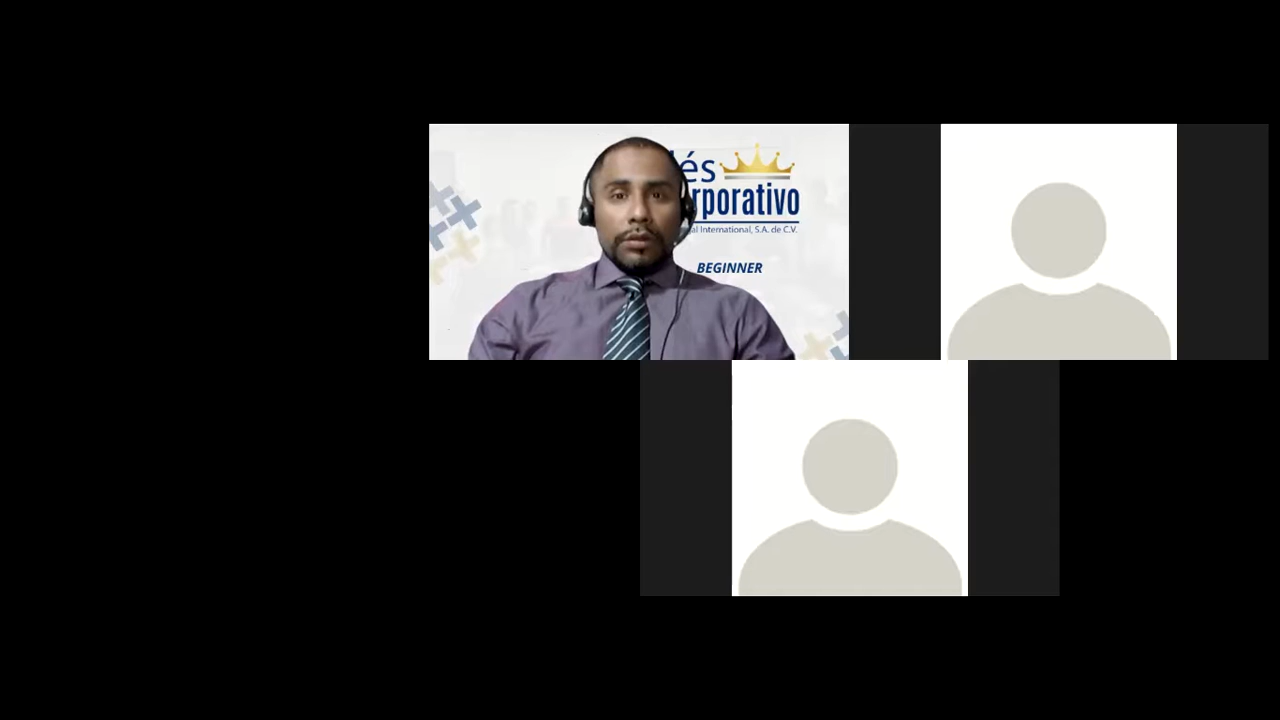 és
rporativo
al International, S.A. de C.V.
BEGINNER